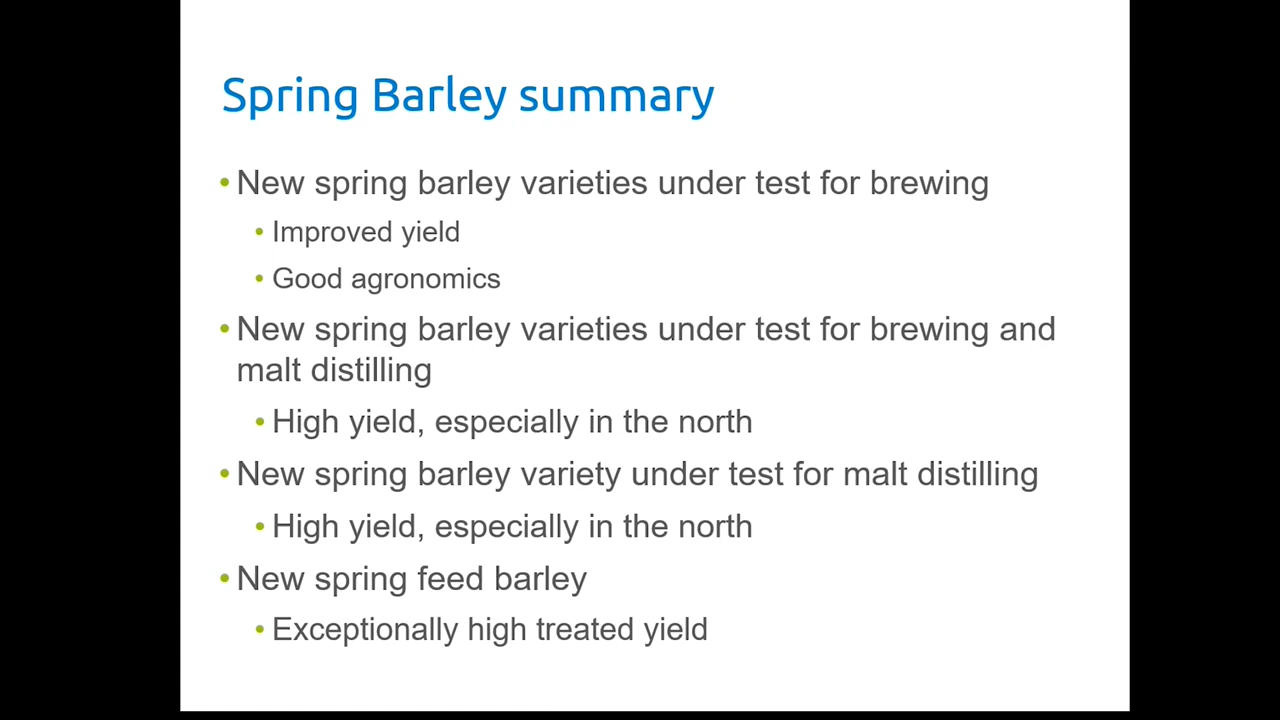 Spring Barley summary
• New spring barley varieties under test for brewing
• Improved yield
• Good agronomics
• New spring barley varieties under test for brewing and
malt distilling
• High yield, especially in the north
• New spring barley variety under test for malt distilling
• High yield, especially in the north
• New spring feed barley
• Exceptionally high treated yield